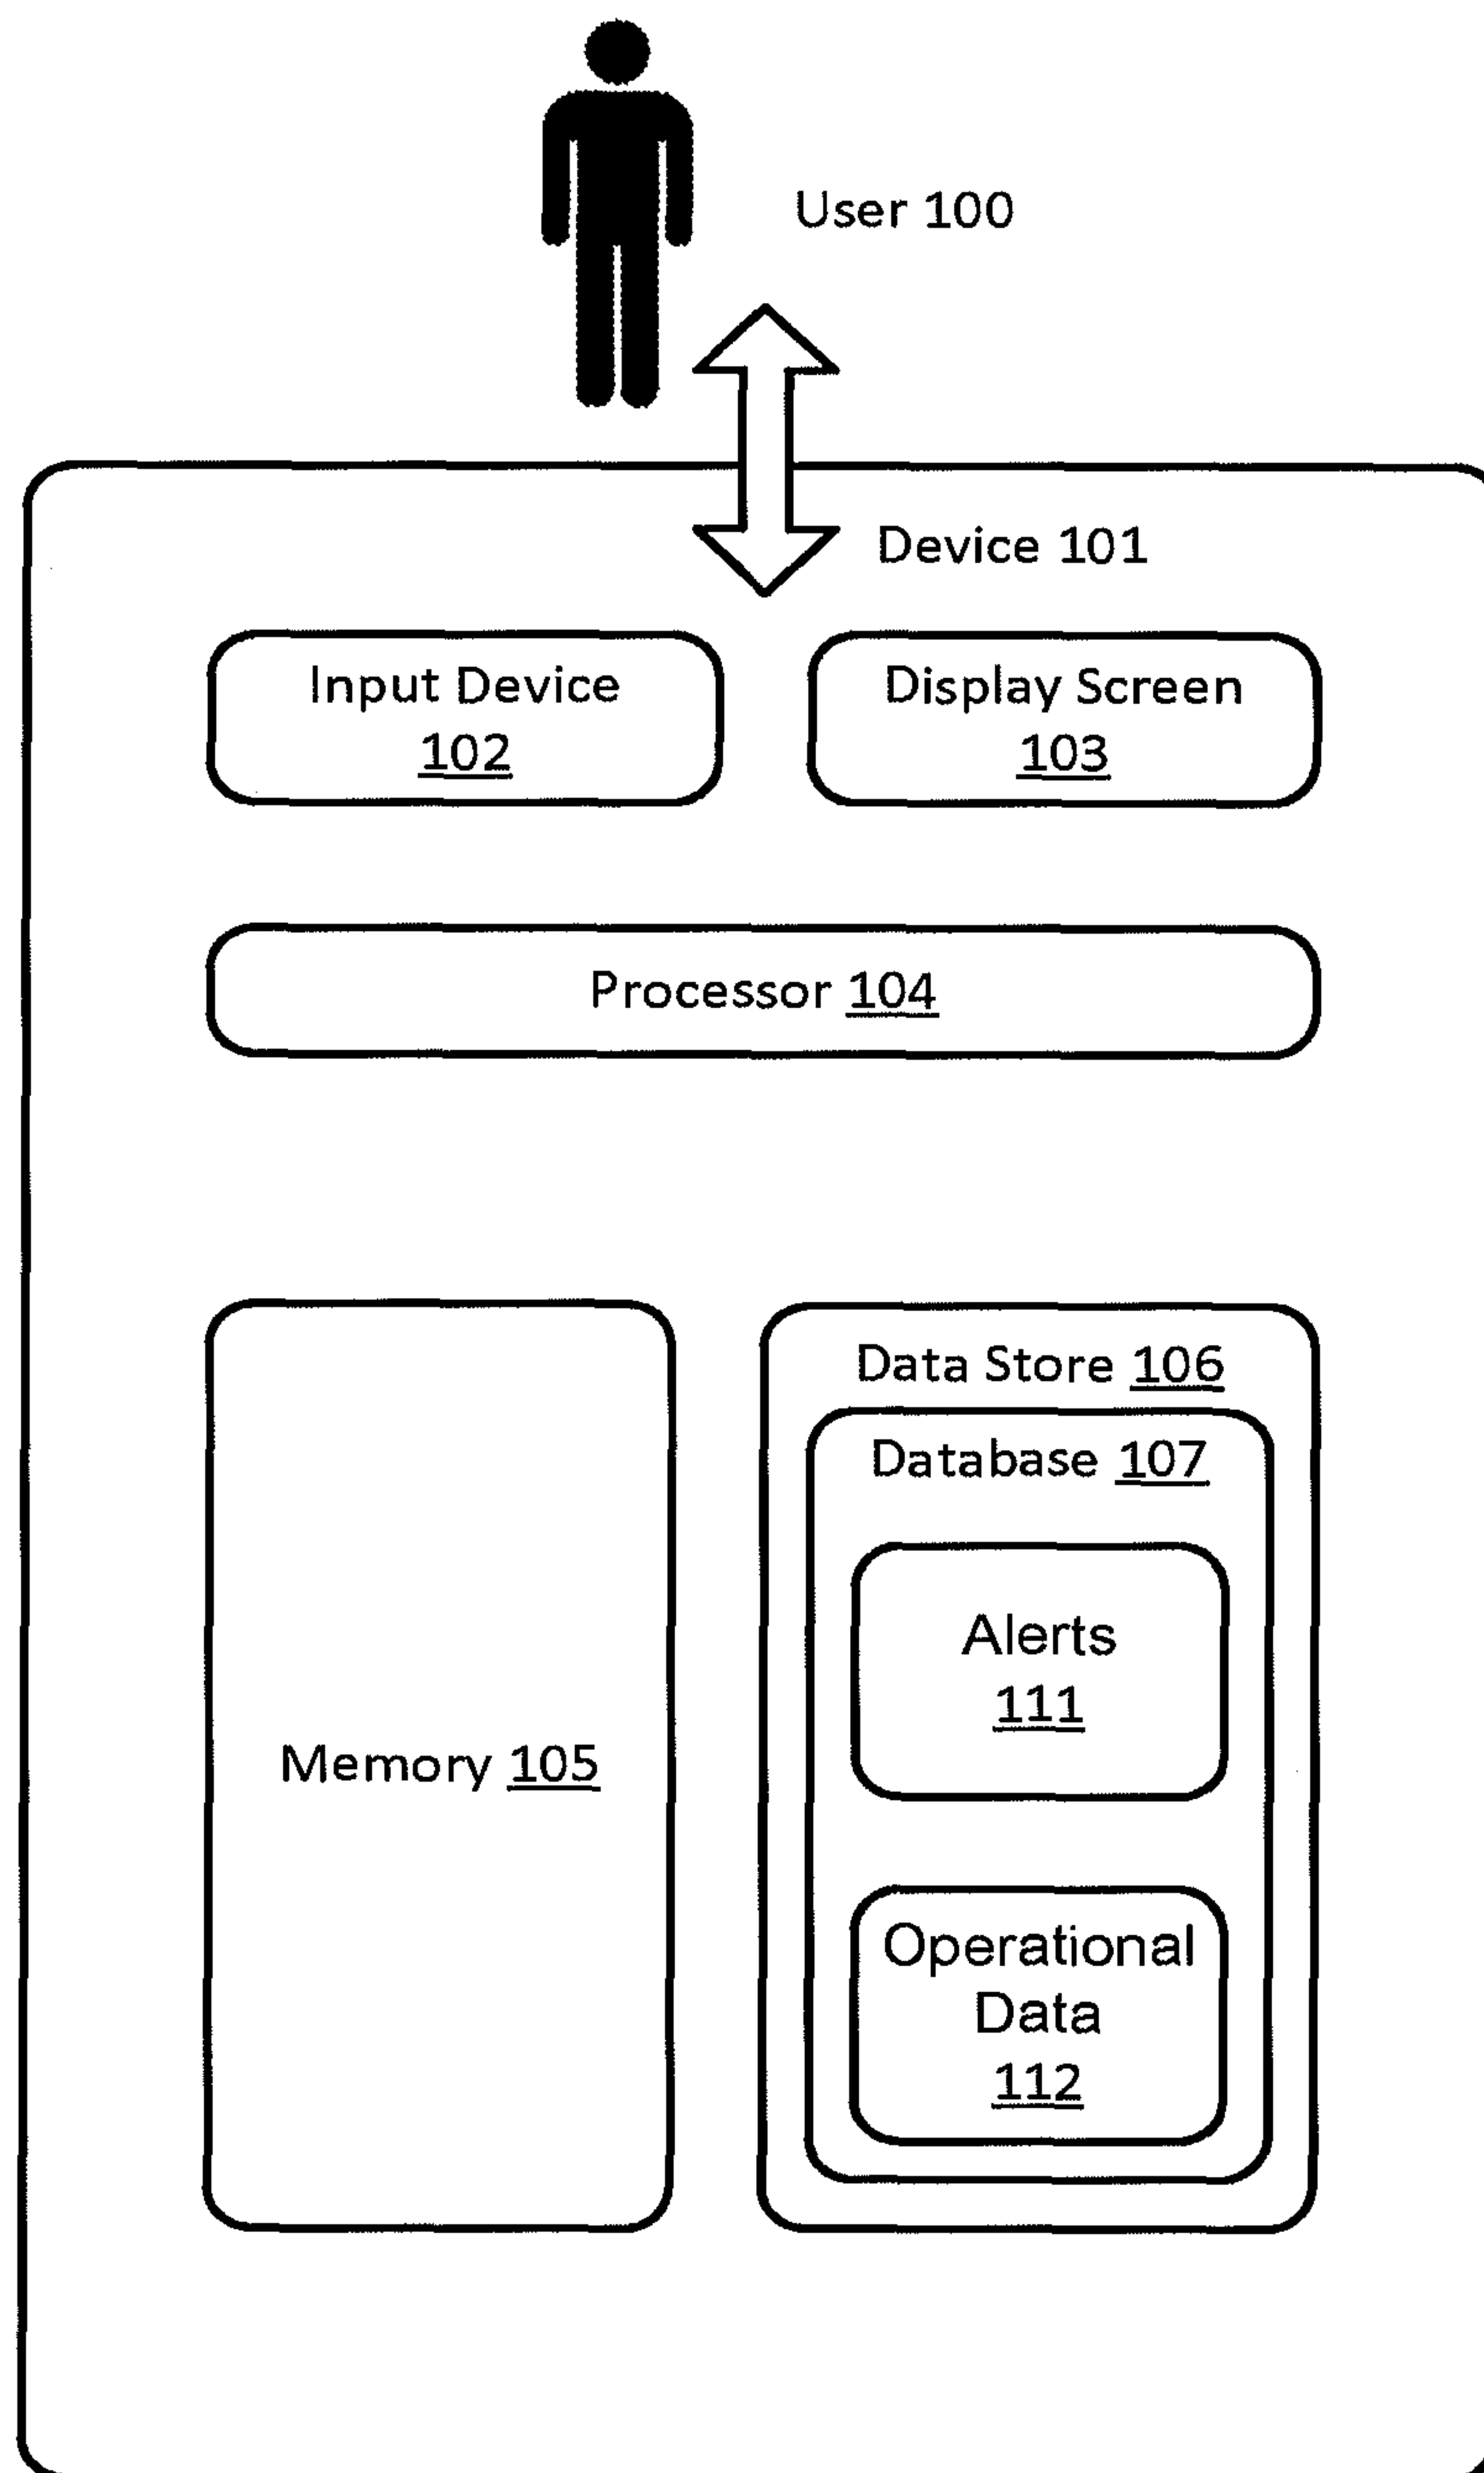 User 100
Device 101
Input Device
102
Display Screen
103
Processor 104
Memory 105
Data Store 106
Database 107
Alerts
111
Operational
Data
112